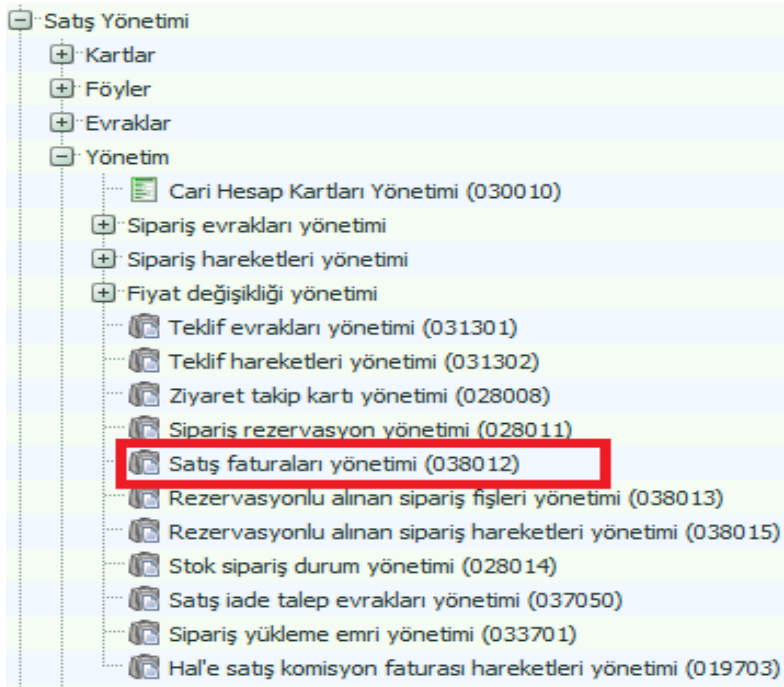 Satış Yönetimi
Kartlar
Föyler
Evraklar
Yönetim
Cari Hesap Kartları Yönetimi (030010)
Sipariş evrakları yönetimi
Sipariş hareketleri yönetimi
Fiyat değişikliği yönetimi
Teklif evrakları yönetimi (031301)
Teklif hareketleri yönetimi (031302)
Ziyaret takip kartı yönetimi (028008)
Sipariş rezervasyon yönetimi (028011)
Satış faturaları yönetimi (038012)
Rezervasyonlu alınan sipariş fişleri yönetimi (038013)
Rezervasyonlu alınan sipariş hareketleri yönetimi (038015)
Stok sipariş durum yönetimi (028014)
Satış iade talep evrakları yönetimi (037050)
Sipariş yükleme emri yönetimi (033701)
Hal'e satış komisyon faturası hareketleri yönetimi (019703)